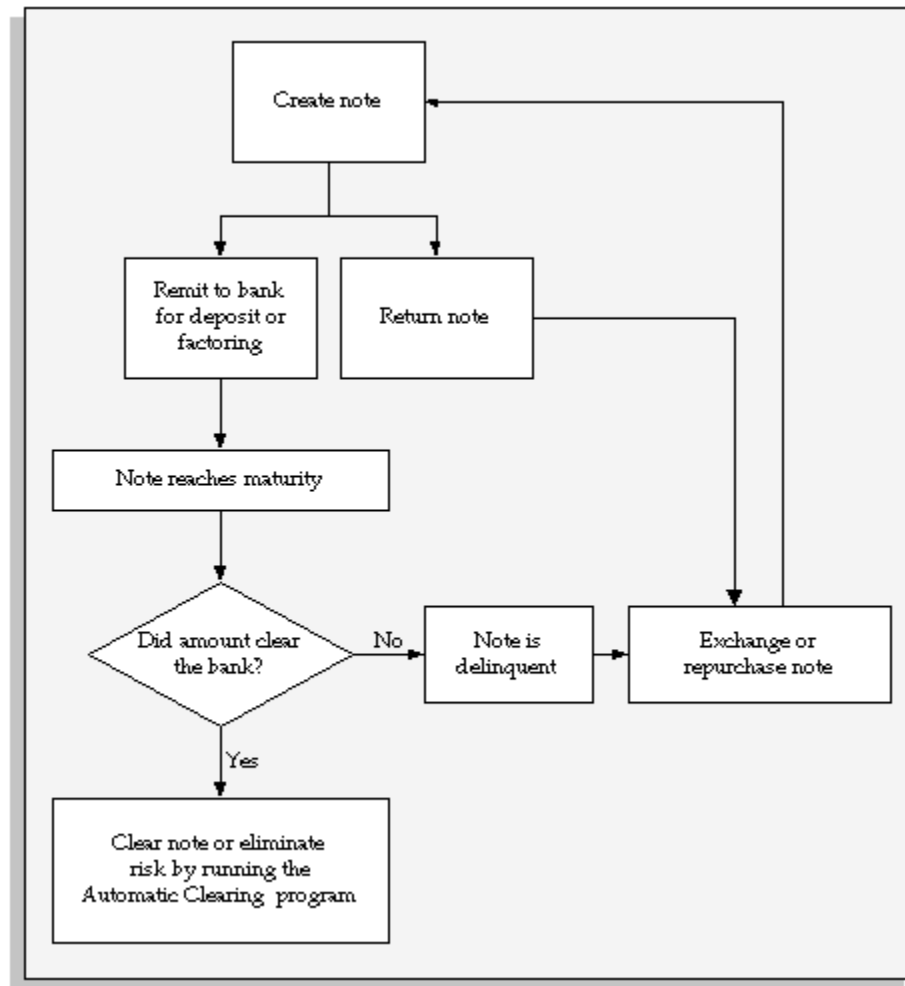 Create note
Remit to bank
for deposit or
factoring
Return note
Note reaches maturity
Did amount clear
the bank?
No
Note is
delinquent
Exchange or
repurchase note
Yes
Clear note or eliminate
risk by running the
Automatic Clearing program